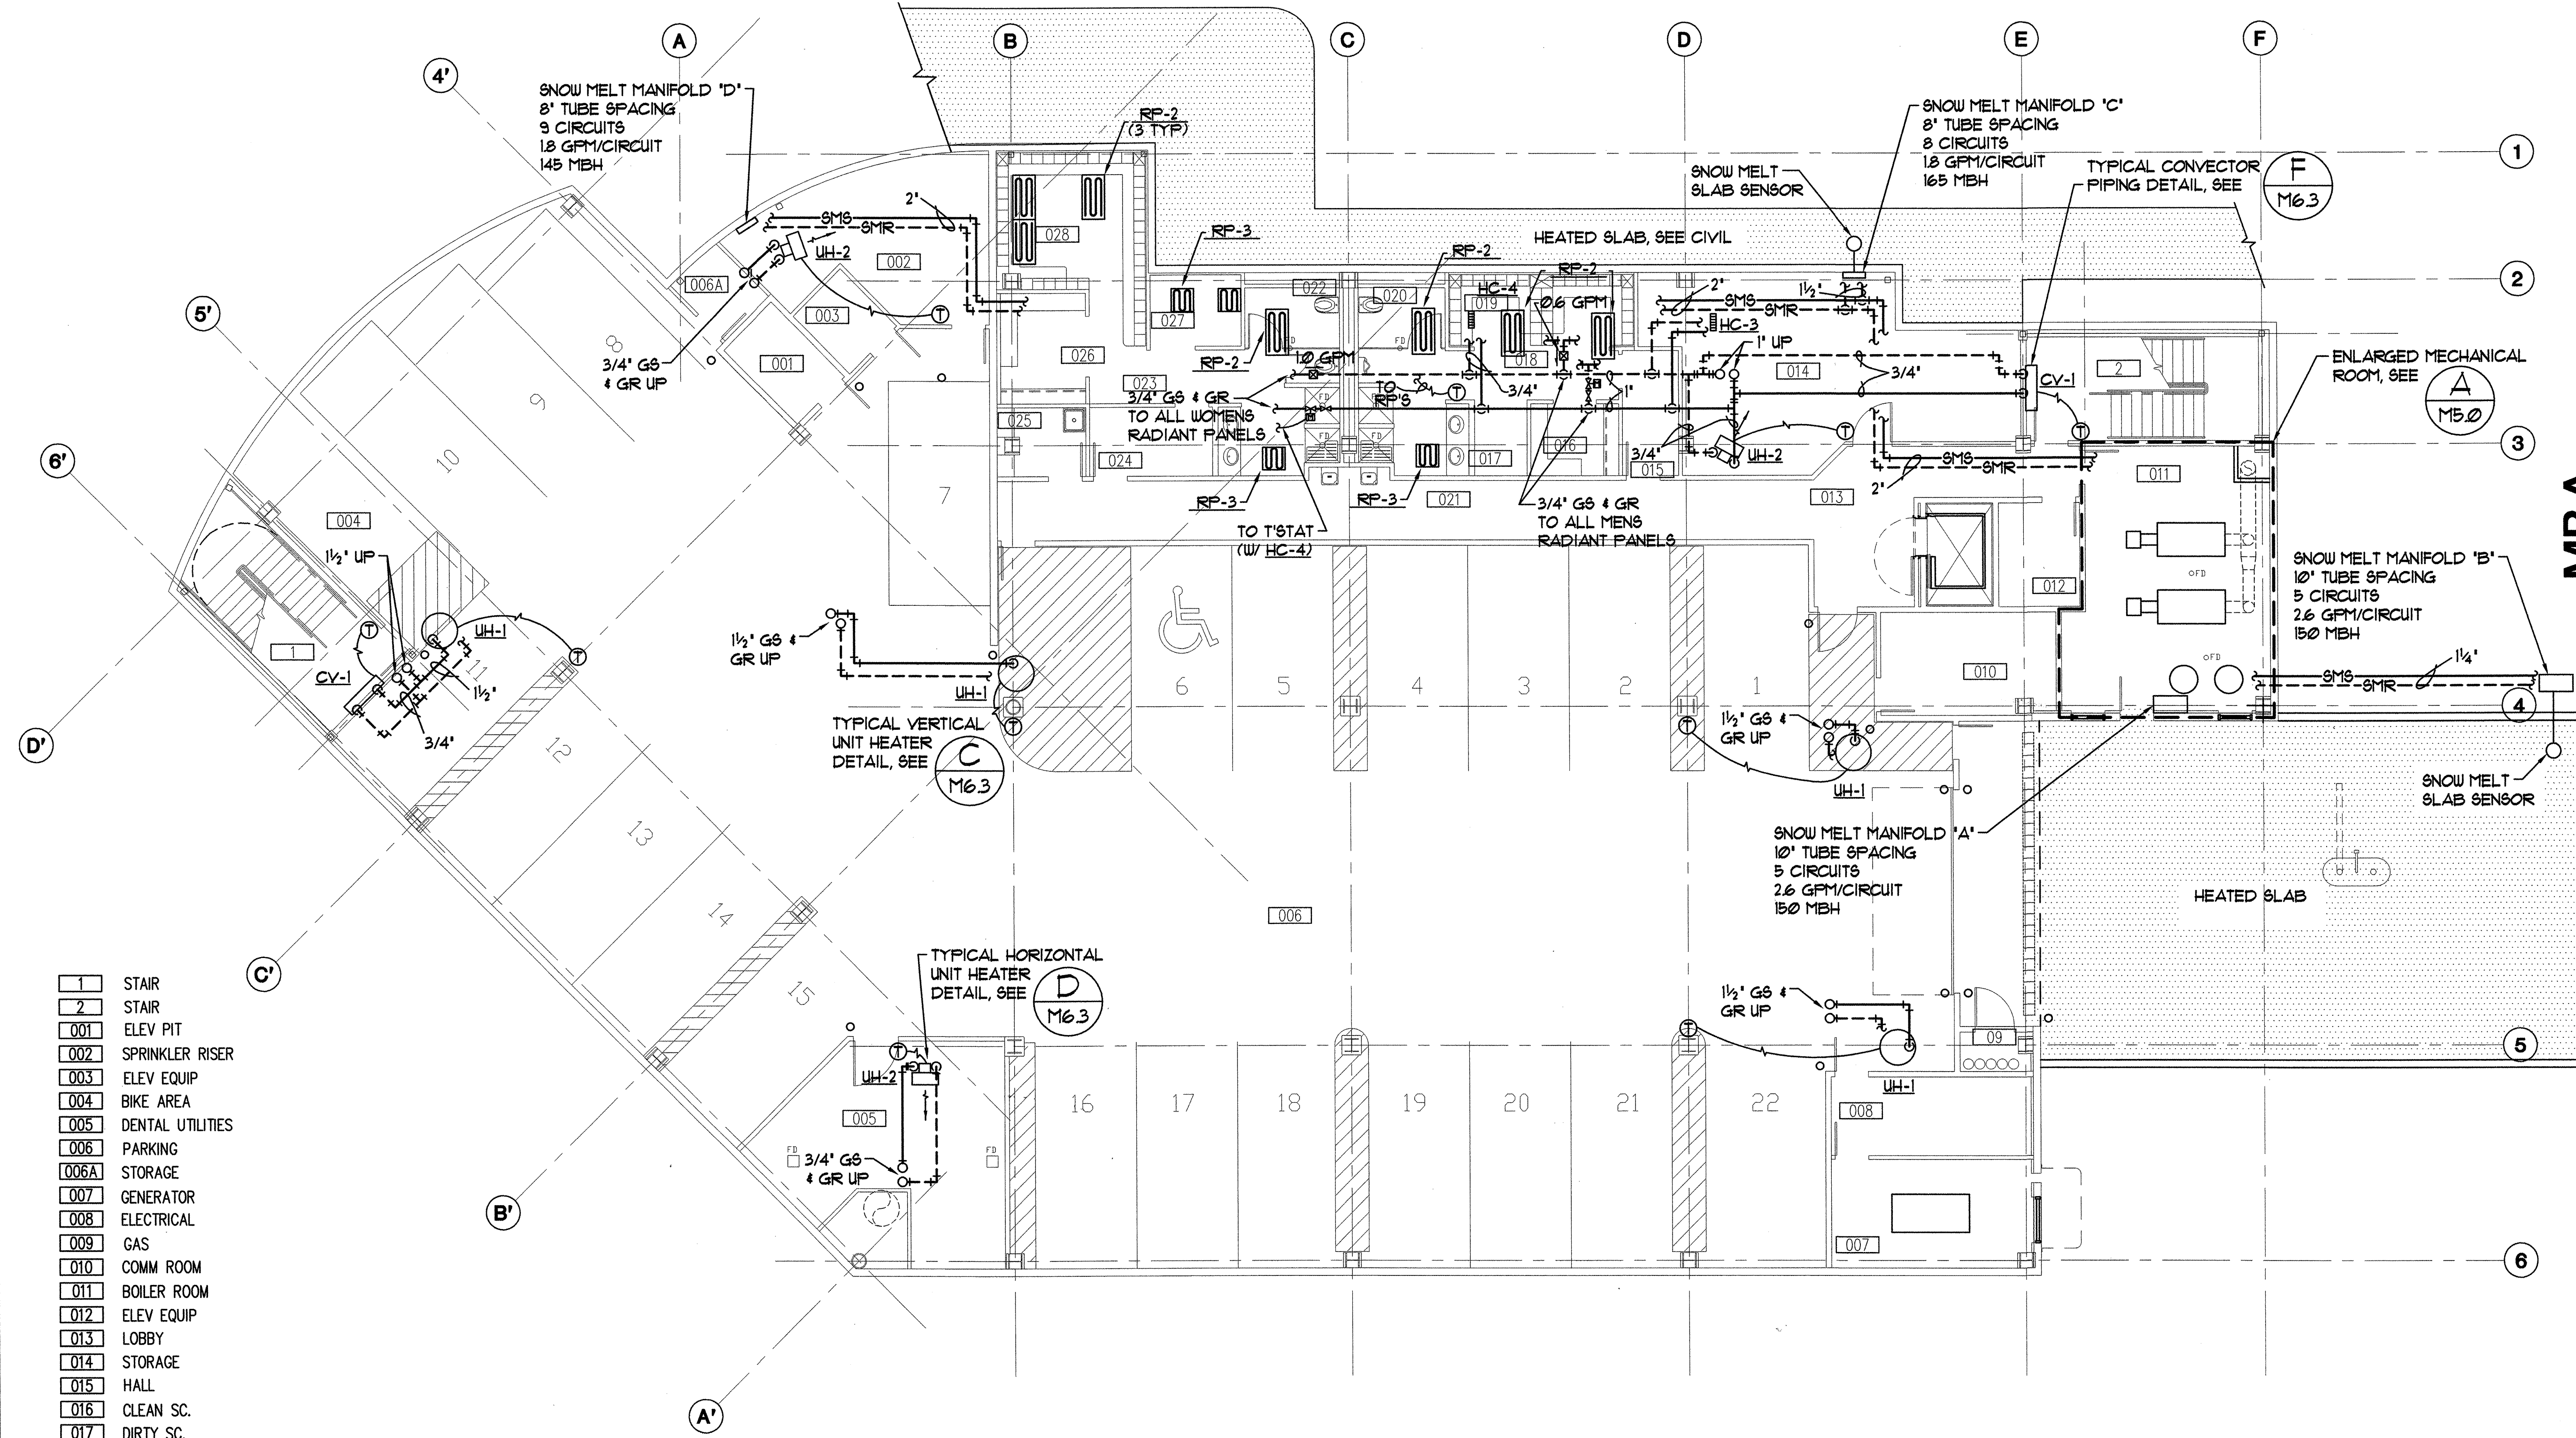 A
B
C
D
E
F
4'
5'
6'
D'
C'
B'
A'
1
2
3
4
5
6
SNOW MELT MANIFOLD "D"
8" TUBE SPACING
9 CIRCUITS
1.8 GPM/CIRCUIT
145 MBH
RP-2
(3 TYP)
SNOW MELT
SLAB SENSOR
SNOW MELT MANIFOLD "C"
8" TUBE SPACING
8 CIRCUITS
1.8 GPM/CIRCUIT
165 MBH
TYPICAL CONVECTOR
PIPING DETAIL, SEE
F
M6.3
HEATED SLAB, SEE CIVIL
2"
SMS
SMR
UH-2
002
006A
003
001
T
3/4" GS
& GR UP
028
RP-3
027
026
023
025
024
022
020
RP-2
RP-2
RP-2
HC-4
019
0.6 GPM
018
1.0 GPM
FD
FD
FD
FD
FD
FD
TO
RP'S
T
3/4"
1"
3/4" GS & GR
TO ALL WOMENS
RADIANT PANELS
RP-3
RP-3
TO T'STAT
(W/ HC-4)
017
016
015
021
3/4" GS & GR
TO ALL MENS
RADIANT PANELS
2"
SMS
SMR
1½"
HC-3
1" UP
014
3/4"
CV-1
2
T
T
3/4"
3/4"
UH-2
2"
SMS
SMR
013
ENLARGED MECHANICAL
ROOM, SEE
A
M5.0
011
012
010
FD
FD
SNOW MELT MANIFOLD "B"
10" TUBE SPACING
5 CIRCUITS
2.6 GPM/CIRCUIT
150 MBH
SMS
SMR
1¼"
SNOW MELT
SLAB SENSOR
HEATED SLAB
SNOW MELT MANIFOLD "A"
10" TUBE SPACING
5 CIRCUITS
2.6 GPM/CIRCUIT
150 MBH
7
8
9
10
11
12
13
14
15
004
1½" UP
1
T
UH-1
T
CV-1
1½"
3/4"
1½" GS &
GR UP
UH-1
T
TYPICAL VERTICAL
UNIT HEATER
DETAIL, SEE
C
M6.3
6
5
4
3
2
1
1½" GS &
GR UP
T
UH-1
006
TYPICAL HORIZONTAL
UNIT HEATER
DETAIL, SEE
D
M6.3
T
UH-2
005
FD
FD
3/4" GS
& GR UP
1½" GS &
GR UP
T
UH-1
09
008
007
16
17
18
19
20
21
22
1 STAIR
2 STAIR
001 ELEV PIT
002 SPRINKLER RISER
003 ELEV EQUIP
004 BIKE AREA
005 DENTAL UTILITIES
006 PARKING
006A STORAGE
007 GENERATOR
008 ELECTRICAL
009 GAS
010 COMM ROOM
011 BOILER ROOM
012 ELEV EQUIP
013 LOBBY
014 STORAGE
015 HALL
016 CLEAN SC.
017 DIRTY SC.